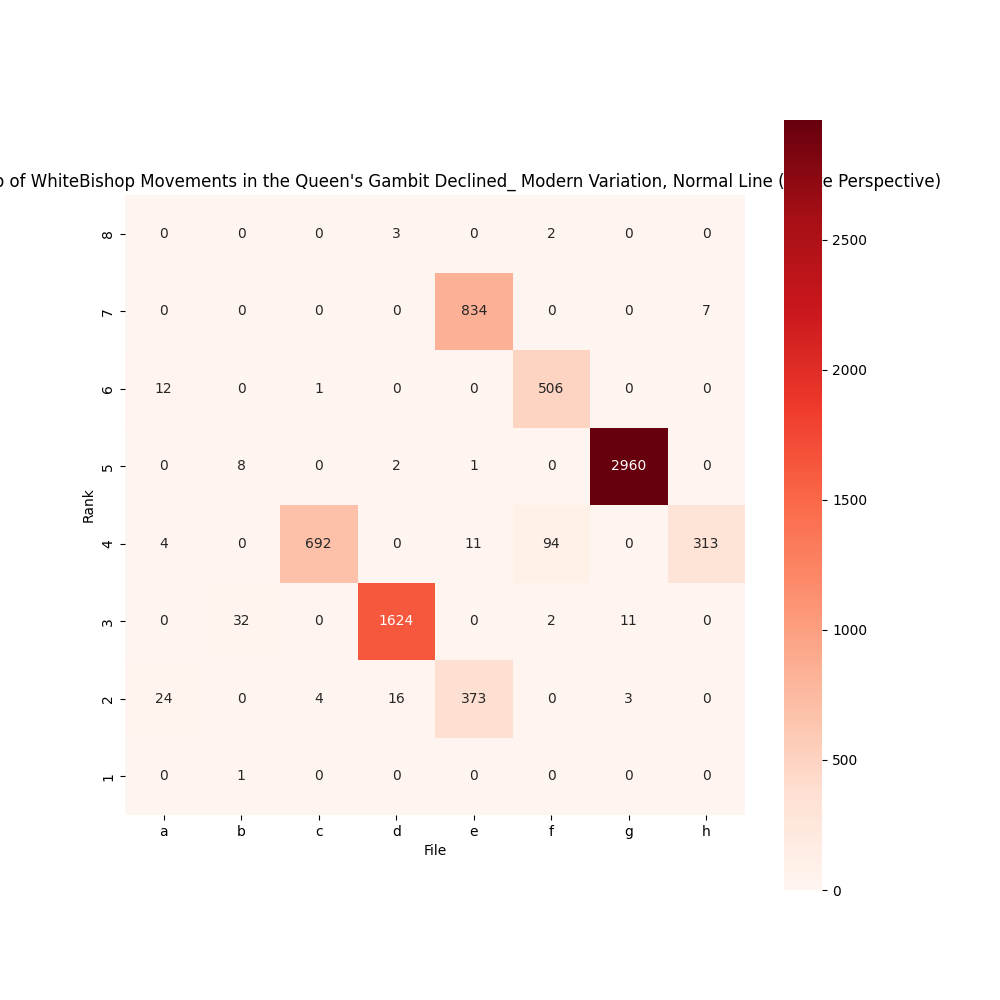 of WhiteBishop Movements in the Queen's Gambit Declined_ Modern Variation, Normal Line ( Perspective)
2500
2000
1500
1000
500
0
Rank
8 0 0 0 3 0 2 0 0
7 0 0 0 0 834 0 0 7
6 12 0 1 0 0 506 0 0
5 0 8 0 2 1 0 2960 0
4 4 0 692 0 11 94 0 313
3 0 32 0 1624 0 2 11 0
2 24 0 4 16 373 0 3 0
1 0 1 0 0 0 0 0 0
a b c d e f g h
File